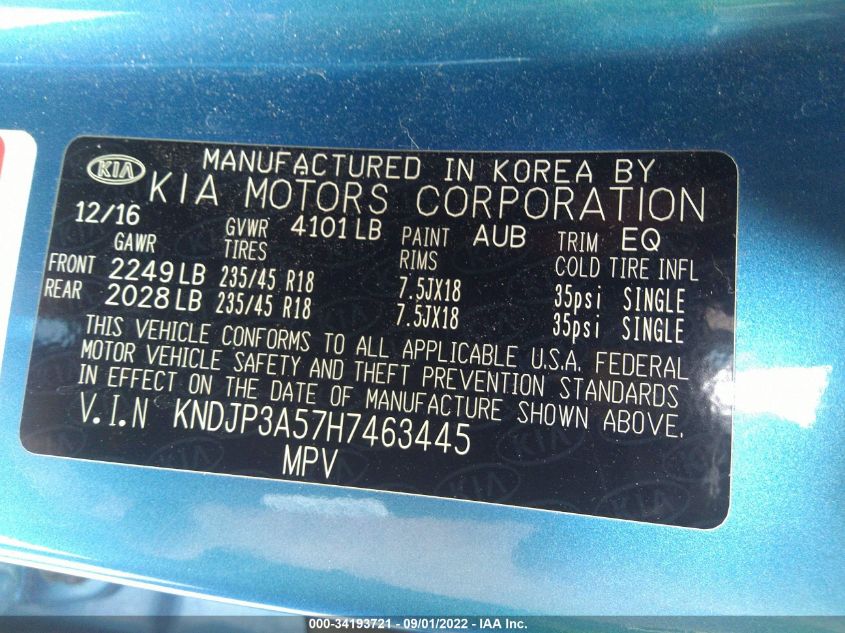 KIA MANUFACTURED IN KOREA BY
KIA MOTORS CORPORATION
12/16 GVWR 4101 LB PAINT AUB TRIM EQ
GAWR TIRES RIMS COLD TIRE INFL
FRONT 2249 LB 235/45 R18 7.5JX18 35psi SINGLE
REAR 2028 LB 235/45 R18 7.5JX18 35psi SINGLE
THIS VEHICLE CONFORMS TO ALL APPLICABLE U.S.A. FEDERAL
MOTOR VEHICLE SAFETY AND THEFT PREVENTION STANDARDS
IN EFFECT ON THE DATE OF MANUFACTURE SHOWN ABOVE.
V.I.N KNDJP3A57H7463445
MPV
000-34193721 - 09/01/2022 - IAA Inc.